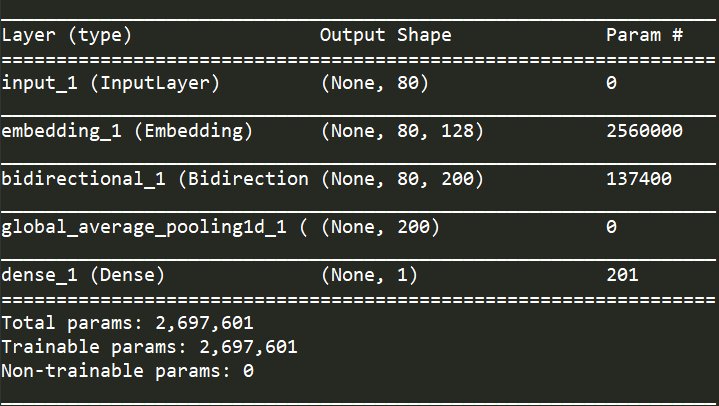 Layer (type) Output Shape Param #
input_1 (InputLayer) (None, 80) 0
embedding_1 (Embedding) (None, 80, 128) 2560000
bidirectional_1 (Bidirection (None, 80, 200) 137400
global_average_pooling1d_1 ( (None, 200) 0
dense_1 (Dense) (None, 1) 201
Total params: 2,697,601
Trainable params: 2,697,601
Non-trainable params: 0